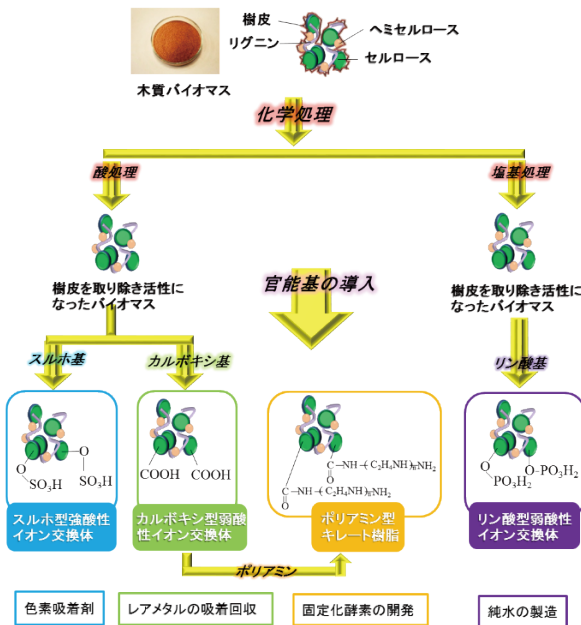 樹皮
リグニン
ヘミセルロース
セルロース
木質バイオマス
化学処理
酸処理
塩基処理
樹皮を取り除き活性に
なったバイオマス
官能基の導入
樹皮を取り除き活性に
なったバイオマス
スルホ基
カルボキシ基
リン酸基
O
O
SO₃H
SO₃H
スルホ型強酸性
イオン交換体
COOH
COOH
カルボキシ型弱酸
性イオン交換体
C—NH-(C₂H₄NH)nNH₂
O
C—NH-(C₂H₄NH)nNH₂
O
ポリアミン型
キレート樹脂
O
O—PO₃H₂
PO₃H₂
リン酸型弱酸性
イオン交換体
ポリアミン
色素吸着剤
レアメタルの吸着回収
固定化酵素の開発
純水の製造